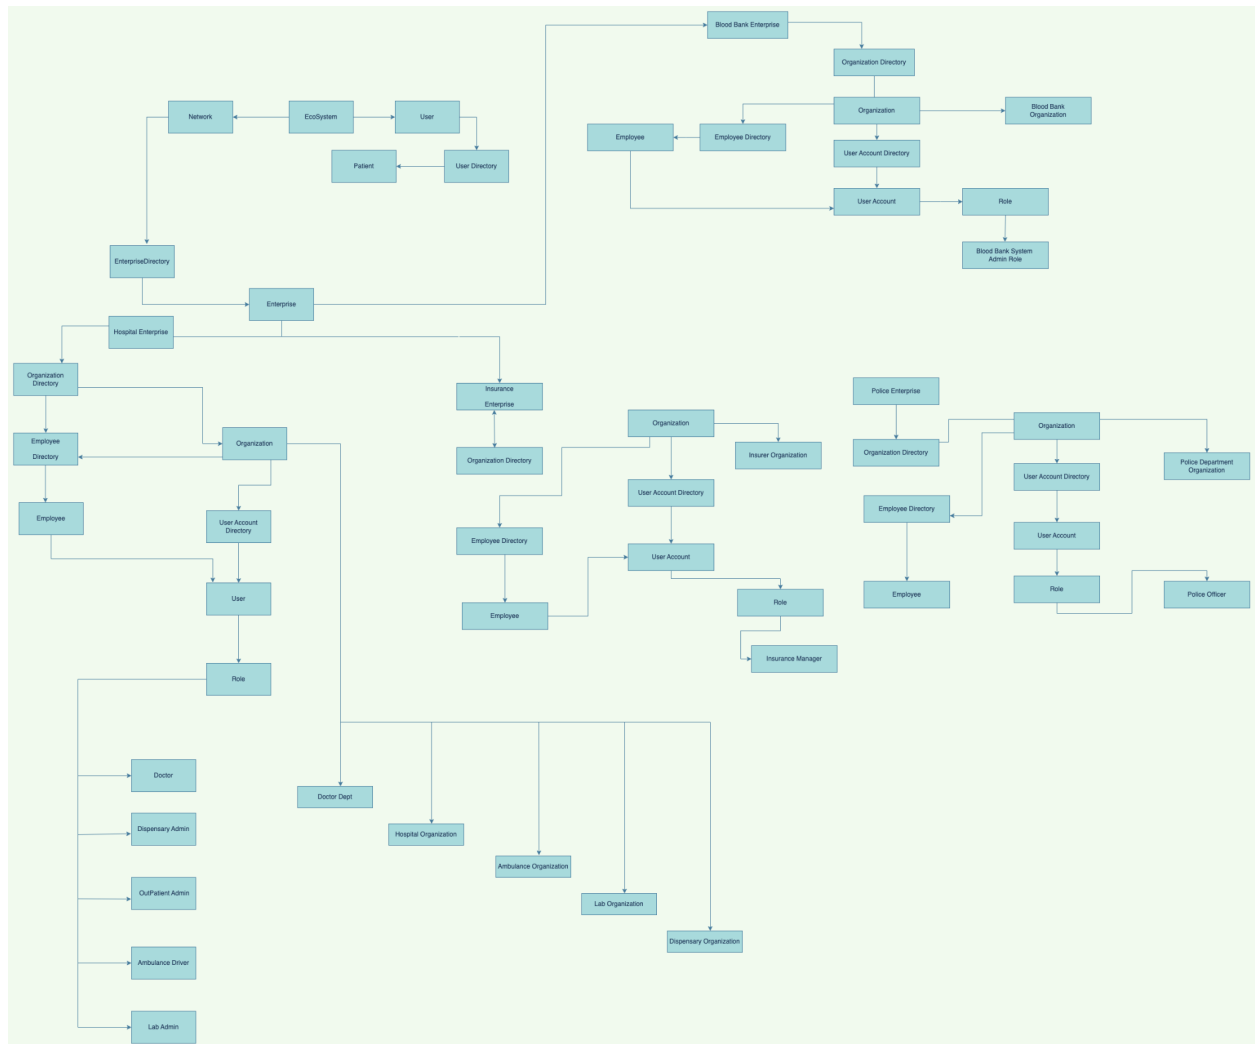 Blood Bank Enterprise
Organization Directory
Network
EcoSystem
User
Organization
Blood Bank
Organization
Employee
Employee Directory
User Account Directory
Patient
User Directory
User Account
Role
EnterpriseDirectory
Blood Bank System
Admin Role
Enterprise
Hospital Enterprise
Organization
Directory
Insurance
Enterprise
Police Enterprise
Employee
Directory
Organization
Organization
Organization
Organization Directory
Insurer Organization
Organization Directory
Police Department
Organization
User Account Directory
User Account Directory
Employee
User Account
Directory
Employee Directory
Employee Directory
User Account
User Account
User
Employee
Role
Employee
Role
Police Officer
Insurance Manager
Role
Doctor
Doctor Dept
Dispensary Admin
Hospital Organization
Ambulance Organization
OutPatient Admin
Lab Organization
Dispensary Organization
Ambulance Driver
Lab Admin